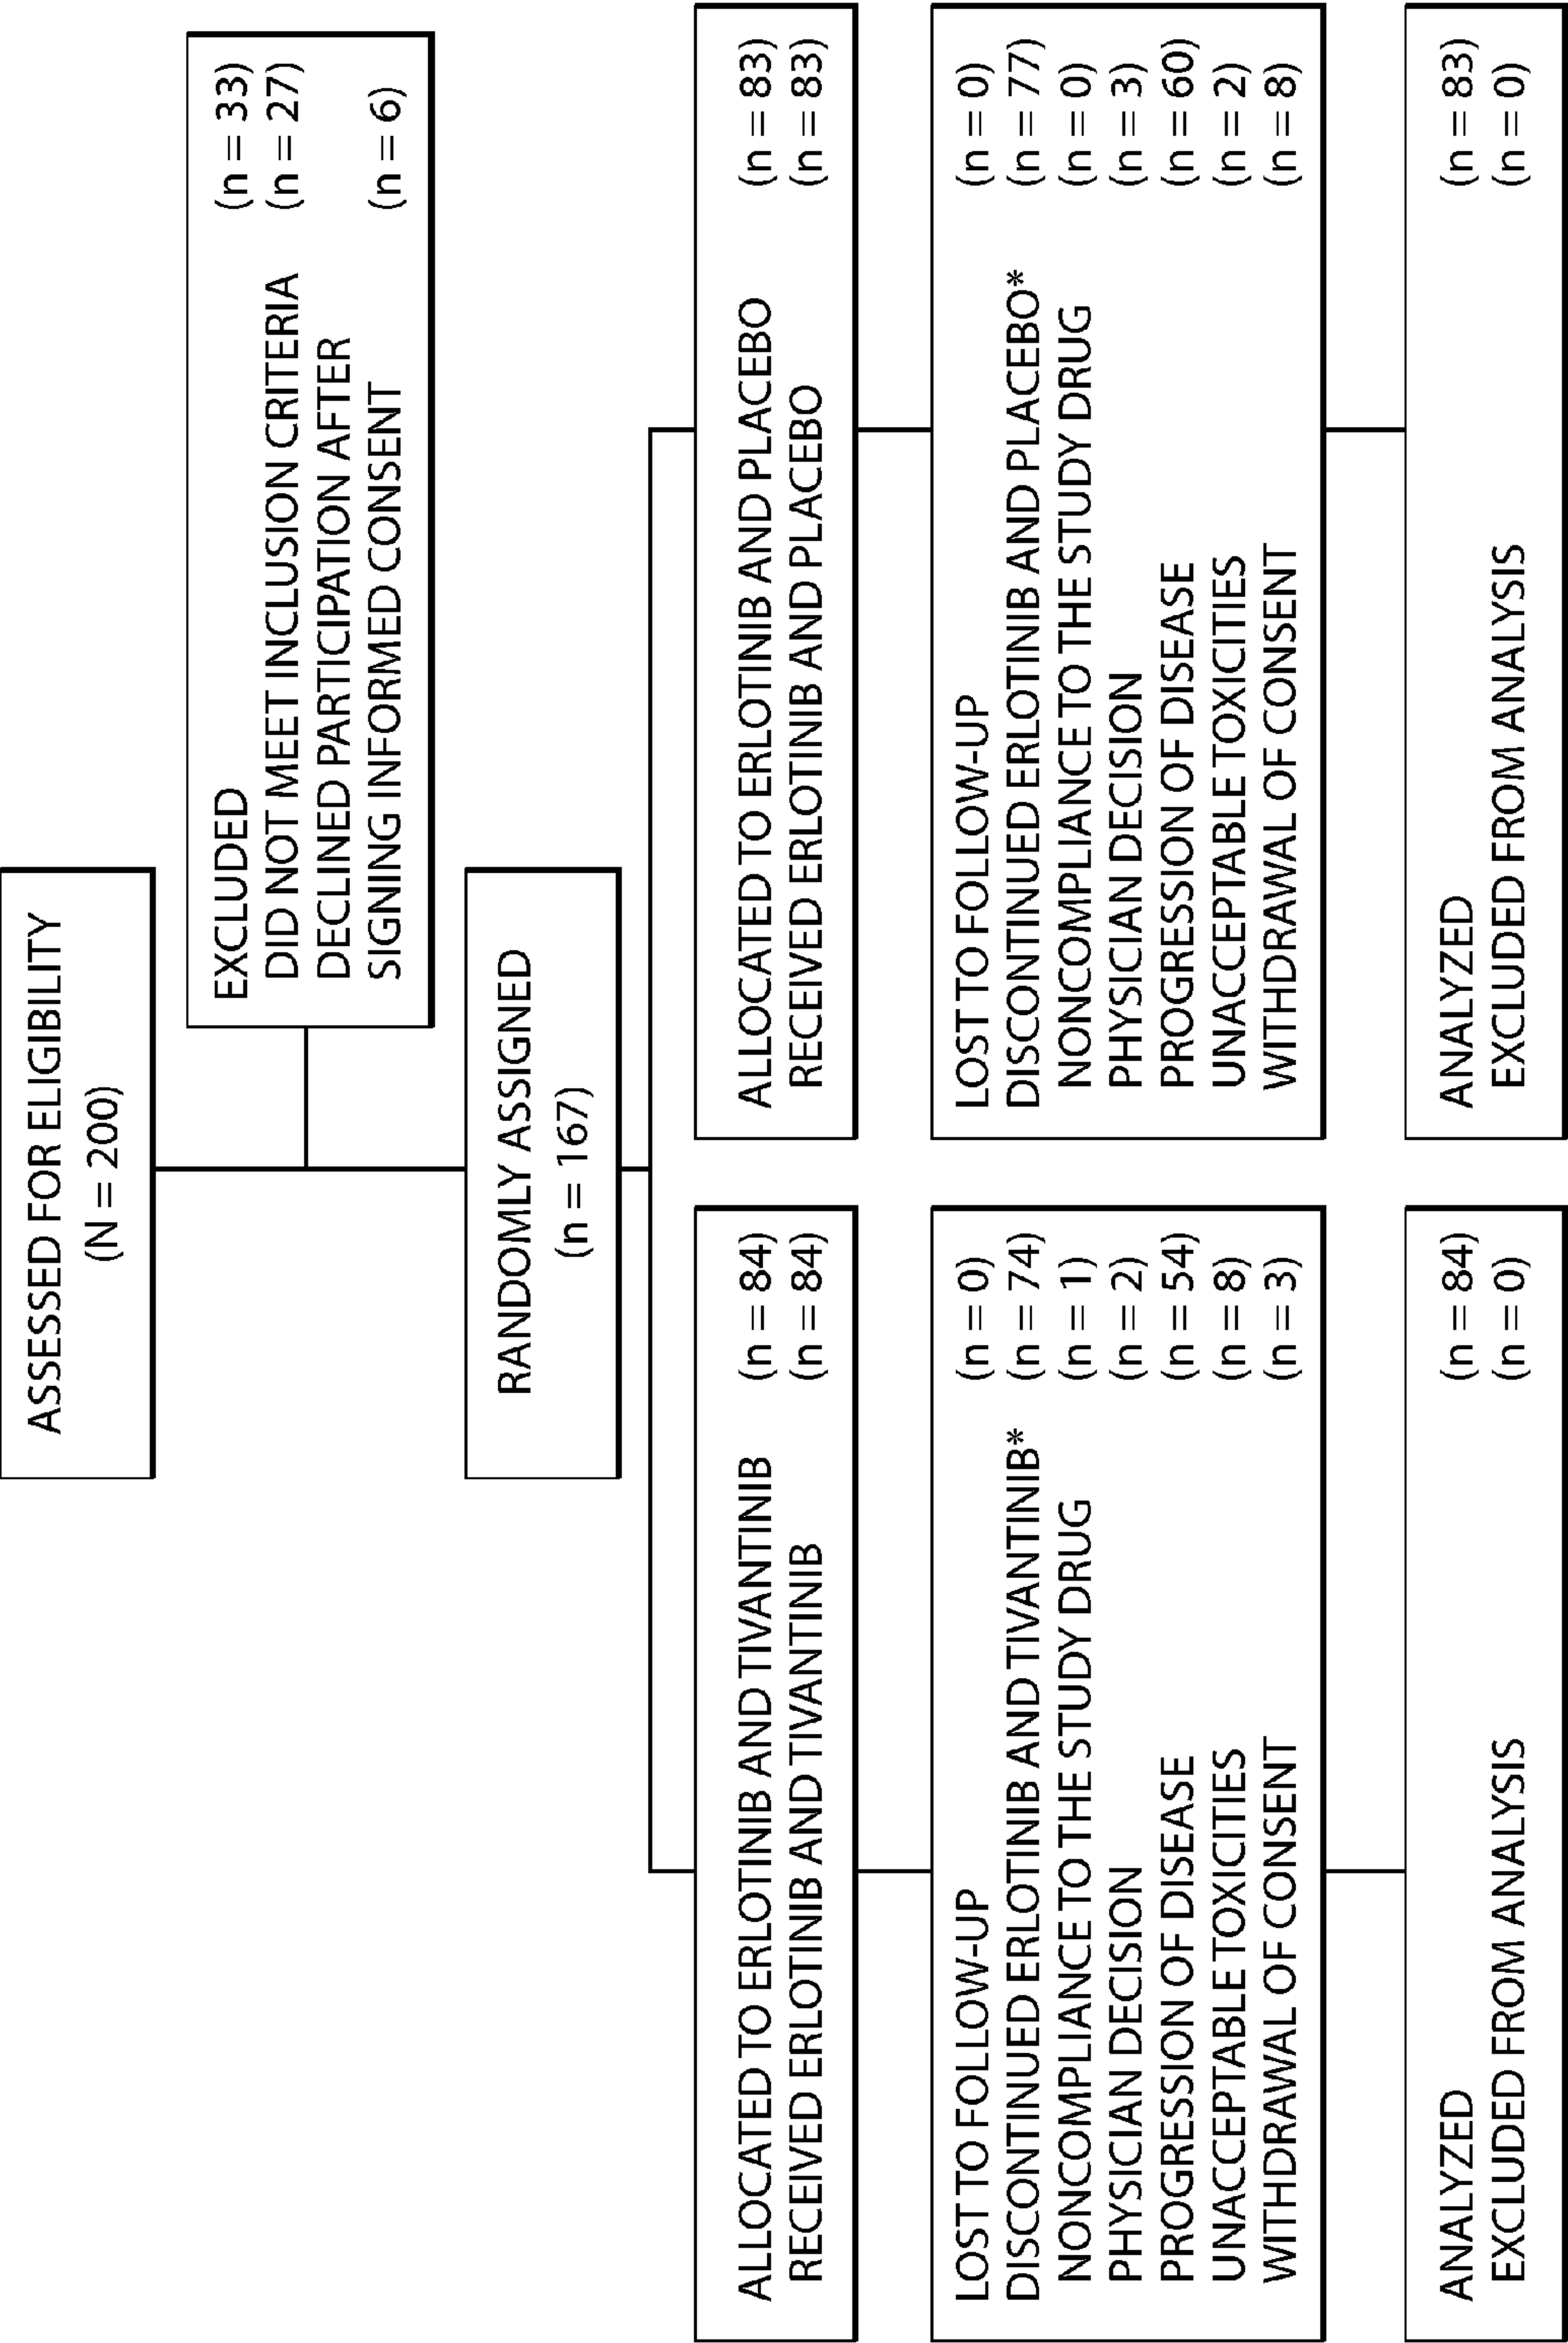 ASSESSED FOR ELIGIBILITY
(N = 200)
EXCLUDED (n = 33)
DID NOT MEET INCLUSION CRITERIA (n = 27)
DECLINED PARTICIPATION AFTER
SIGNING INFORMED CONSENT (n = 6)
RANDOMLY ASSIGNED
(n = 167)
ALLOCATED TO ERLOTINIB AND TIVANTINIB (n = 84)
RECEIVED ERLOTINIB AND TIVANTINIB (n = 84)
ALLOCATED TO ERLOTINIB AND PLACEBO (n = 83)
RECEIVED ERLOTINIB AND PLACEBO (n = 83)
LOST TO FOLLOW-UP (n = 0)
DISCONTINUED ERLOTINIB AND TIVANTINIB* (n = 74)
NONCOMPLIANCE TO THE STUDY DRUG (n = 1)
PHYSICIAN DECISION (n = 2)
PROGRESSION OF DISEASE (n = 54)
UNACCEPTABLE TOXICITIES (n = 8)
WITHDRAWAL OF CONSENT (n = 3)
LOST TO FOLLOW-UP (n = 0)
DISCONTINUED ERLOTINIB AND PLACEBO* (n = 77)
NONCOMPLIANCE TO THE STUDY DRUG (n = 0)
PHYSICIAN DECISION (n = 3)
PROGRESSION OF DISEASE (n = 60)
UNACCEPTABLE TOXICITIES (n = 2)
WITHDRAWAL OF CONSENT (n = 8)
ANALYZED (n = 84)
EXCLUDED FROM ANALYSIS (n = 0)
ANALYZED (n = 83)
EXCLUDED FROM ANALYSIS (n = 0)